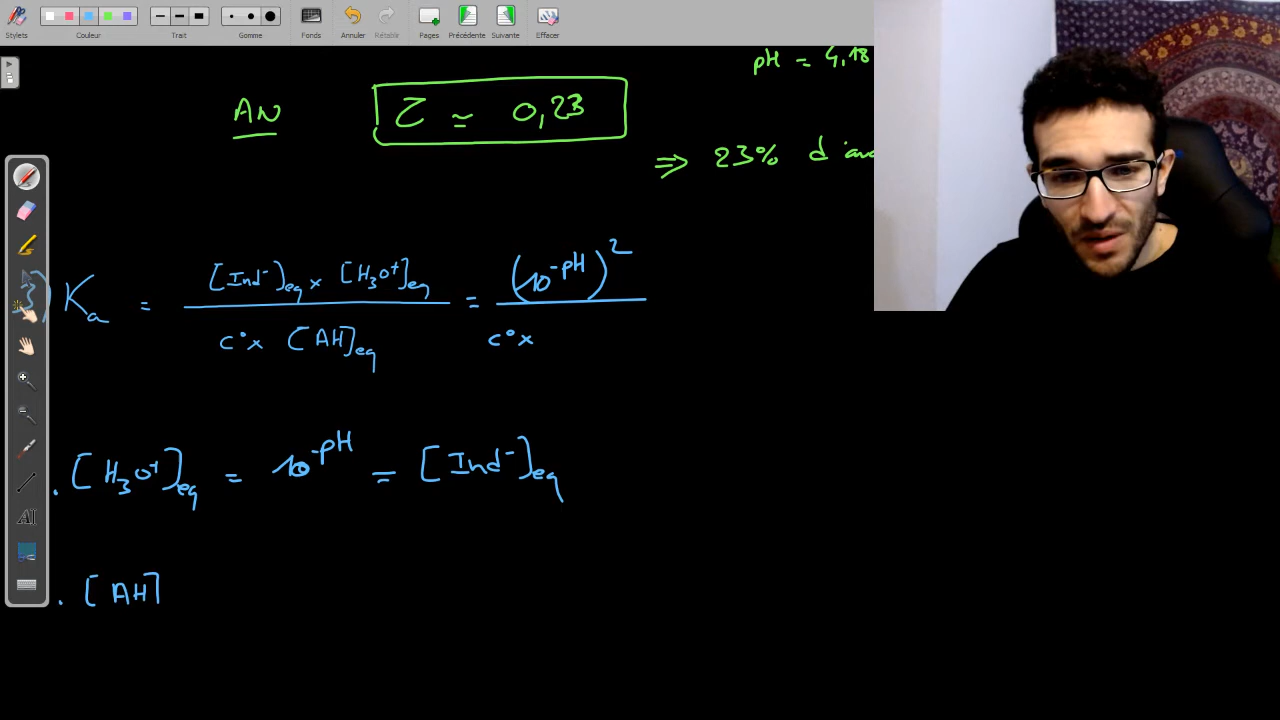 Stylets Couleur Trait Gomme Fonds Annuler Rétablir Pages Précédente Suivante Effacer
pH = 4,18
AN τ ≃ 0,23
⇒ 23% d'
3) Ka = [Ind⁻]eq × [H₃O⁺]eq / c° × [AH]eq = (10^-pH)² / c° ×
. [H₃O⁺]eq = 10^-pH = [Ind⁻]eq
. [AH]